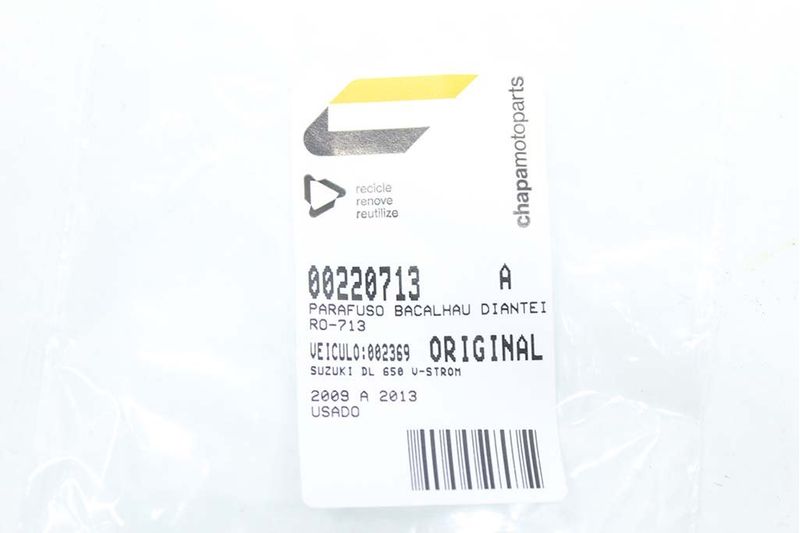 chapamotoparts
recicle
renove
reutilize
00220713 A
PARAFUSO BACALHAU DIANTEI
RO-713
VEICULO:002369 ORIGINAL
SUZUKI DL 650 V-STROM
2009 A 2013
USADO